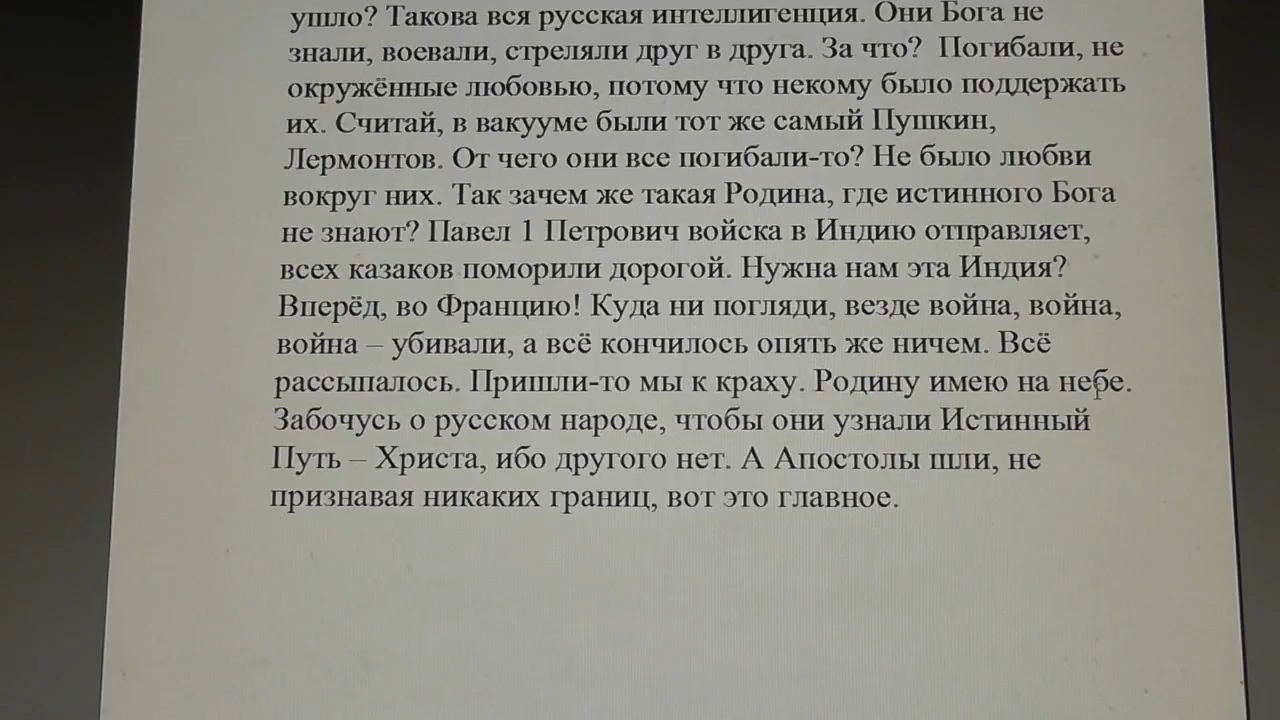 ушло? Такова вся русская интеллигенция. Они Бога не
знали, воевали, стреляли друг в друга. За что?  Погибали, не
окружённые любовью, потому что некому было поддержать
их. Считай, в вакууме были тот же самый Пушкин,
Лермонтов. От чего они все погибали-то? Не было любви
вокруг них. Так зачем же такая Родина, где истинного Бога
не знают? Павел 1 Петрович войска в Индию отправляет,
всех казаков поморили дорогой. Нужна нам эта Индия?
Вперёд, во Францию! Куда ни погляди, везде война, война,
война – убивали, а всё кончилось опять же ничем. Всё
рассыпалось. Пришли-то мы к краху. Родину имею на небе.
Забочусь о русском народе, чтобы они узнали Истинный
Путь – Христа, ибо другого нет. А Апостолы шли, не
признавая никаких границ, вот это главное.